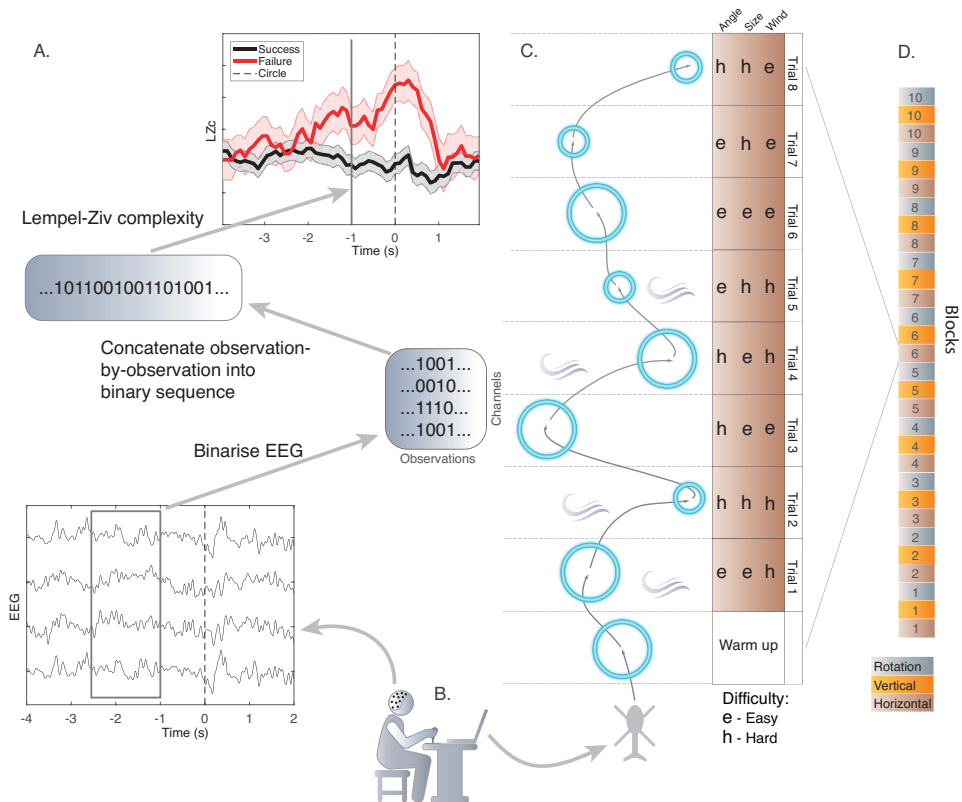 A.
Success
Failure
Circle
LZc
-3 -2 -1 0 1
Time (s)
Lempel-Ziv complexity
...1011001001101001...
Concatenate observation-
by-observation into
binary sequence
...1001...
...0010...
...1110...
...1001...
Channels
Observations
Binarise EEG
EEG
-4 -3 -2 -1 0 1 2
Time (s)
B.
C.
Angle Size Wind
h h e Trial 8
e h e Trial 7
e e e Trial 6
e h h Trial 5
h e h Trial 4
h e e Trial 3
h h h Trial 2
e e h Trial 1
Warm up
Difficulty:
e - Easy
h - Hard
D.
10
10
10
9
9
9
8
8
8
7
7
7
6
6
6
5
5
5
4
4
4
3
3
3
2
2
2
1
1
1
Blocks
Rotation
Vertical
Horizontal